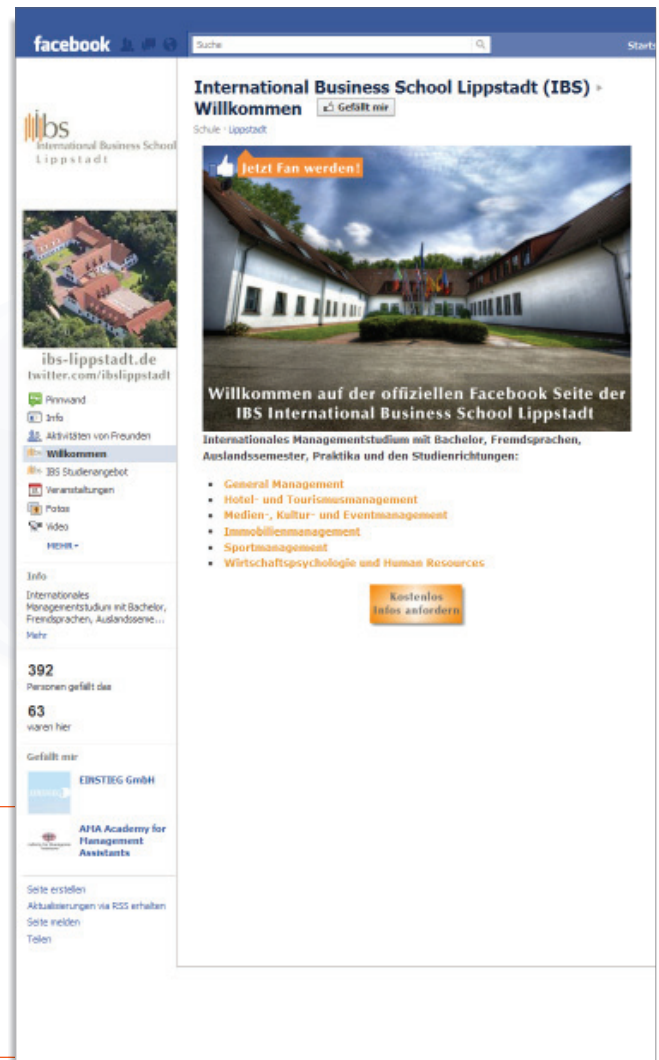 facebook
Suche
Starts
ibs
International Business School
Lippstadt
ibs-lippstadt.de
twitter.com/ibslippstadt
Pinnwand
Info
Aktivitäten von Freunden
Willkommen
IBS Studienangebot
Veranstaltungen
Fotos
Video
MEHR
Info
Internationales
Managementstudium mit Bachelor,
Fremdsprachen, Auslandsseme...
Mehr
392
Personen gefällt das
63
waren hier
Gefällt mir
EINSTIEG GmbH
AMA Academy for
Management
Assistants
Seite erstellen
Aktualisierungen via RSS erhalten
Seite melden
Teilen
International Business School Lippstadt (IBS)
Willkommen Gefällt mir
Schule · Lippstadt
Jetzt Fan werden!
Willkommen auf der offiziellen Facebook Seite der
IBS International Business School Lippstadt
Internationales Managementstudium mit Bachelor, Fremdsprachen,
Auslandssemester, Praktika und den Studienrichtungen:
• General Management
• Hotel- und Tourismusmanagement
• Medien-, Kultur- und Eventmanagement
• Immobilienmanagement
• Sportmanagement
• Wirtschaftspsychologie und Human Resources
Kostenlos
Infos anfordern